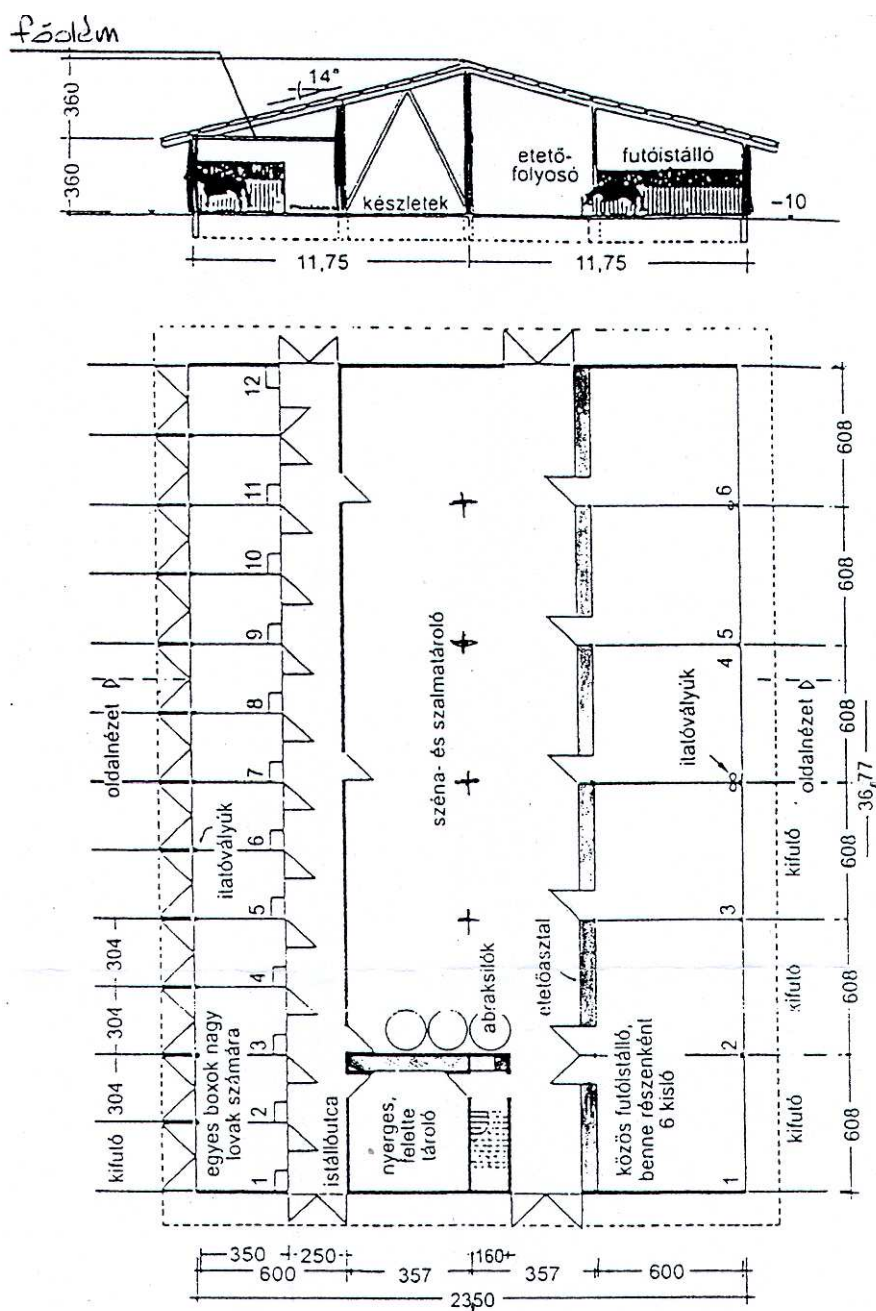 főolém
360
360
14°
készletek
etető-
folyosó
futóistálló
-10
11,75
11,75
12
11
10
9
8
7
6
5
4
3
2
1
oldalnézet
itatóvályúk
304
304
304
kifutó
egyes boxok nagy
lovak számára
istállóutca
széna- és szalmatároló
abraksilók
nyerges,
felette
tároló
etetőasztal
6
5
4
3
2
1
itatóvályúk
közös futóistálló,
benne részenként
6 kisló
oldalnézet
kifutó
kifutó
kifutó
608
608
608
608
608
608
36,77
350
250
160
600
357
357
600
2350